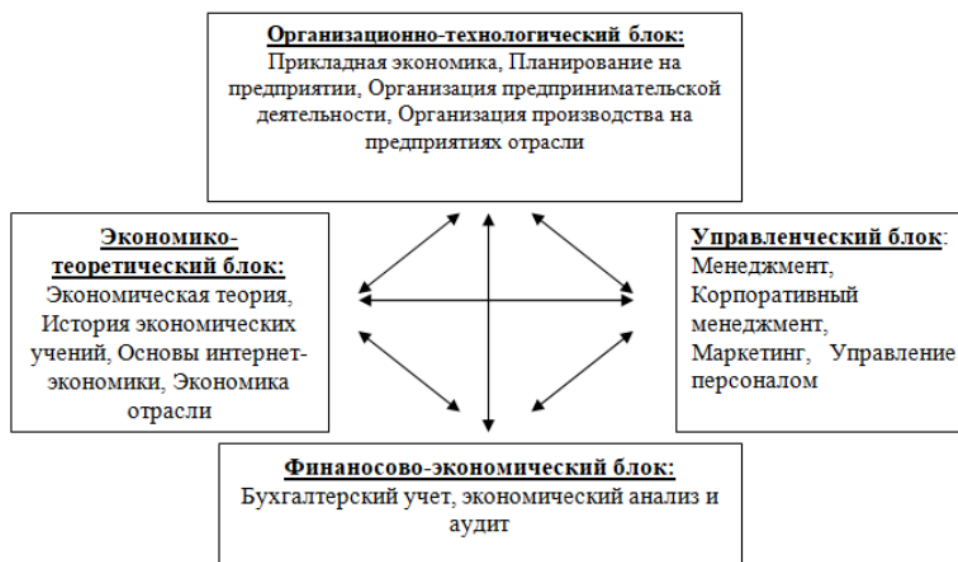 Организационно-технологический блок:
Прикладная экономика, Планирование на
предприятии, Организация предпринимательской
деятельности, Организация производства на
предприятиях отрасли
Экономико-
теоретический блок:
Экономическая теория,
История экономических
учений, Основы интернет-
экономики, Экономика
отрасли
Управленческий блок:
Менеджмент,
Корпоративный
менеджмент,
Маркетинг, Управление
персоналом
Финаносово-экономический блок:
Бухгалтерский учет, экономический анализ и
аудит